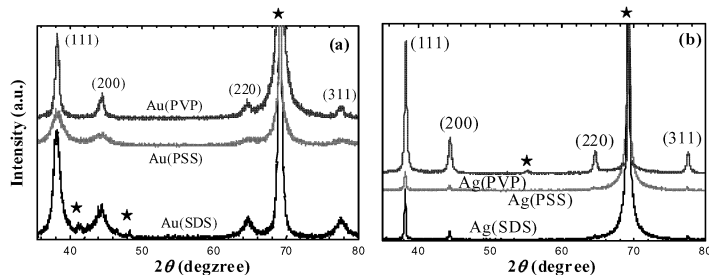 Intensity (a.u.)
(111)
(200)
(220)
(311)
(a)
★
Au(PVP)
Au(PSS)
★
★
Au(SDS)
40 50 60 70 80
2θ (degzree)
(111)
(200)
(220)
(311)
(b)
★
★
Ag(PVP)
Ag(PSS)
Ag(SDS)
40 50 60 70 80
2θ (degree)